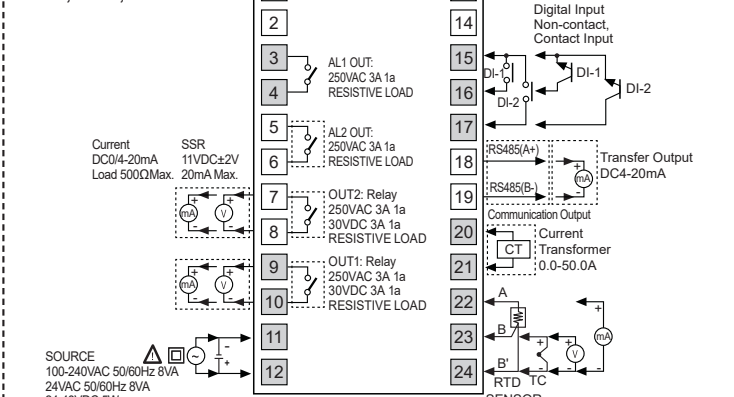 Digital Input
Non-contact,
Contact Input
2
14
3
AL1 OUT:
250VAC 3A 1a
RESISTIVE LOAD
4
15
DI-1
DI-2
DI-1
DI-2
16
17
5
AL2 OUT:
250VAC 3A 1a
RESISTIVE LOAD
6
Current
DC0/4-20mA
Load 500ΩMax.
SSR
11VDC±2V
20mA Max.
18
RS485(A+)
19
RS485(B-)
+
mA
-
Transfer Output
DC4-20mA
Communication Output
7
OUT2: Relay
250VAC 3A 1a
30VDC 3A 1a
RESISTIVE LOAD
8
+
mA
-
+
V
-
20
CT
21
Current
Transformer
0.0-50.0A
9
OUT1: Relay
250VAC 3A 1a
30VDC 3A 1a
RESISTIVE LOAD
10
+
mA
-
+
V
-
22
A
23
B
24
B'
RTD
TC
+
-
+
V
-
+
mA
-
11
12
-
+
SOURCE
100-240VAC 50/60Hz 8VA
24VAC 50/60Hz 8VA